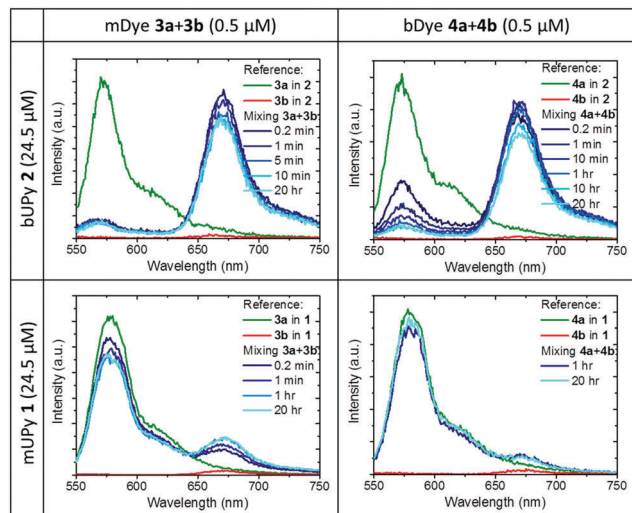 mDye 3a+3b (0.5 µM)
bDye 4a+4b (0.5 µM)
bUPy 2 (24.5 µM)
Intensity (a.u.)
Reference:
3a in 2
3b in 2
Mixing 3a+3b
0.2 min
1 min
5 min
10 min
20 hr
550 600 650 700 750
Wavelength (nm)
Intensity (a.u.)
Reference:
4a in 2
4b in 2
Mixing 4a+4b
0.2 min
1 min
10 min
1 hr
10 hr
20 hr
550 600 650 700 750
Wavelength (nm)
mUPy 1 (24.5 µM)
Intensity (a.u.)
Reference:
3a in 1
3b in 1
Mixing 3a+3b
0.2 min
1 min
1 hr
20 hr
550 600 650 700 750
Wavelength (nm)
Intensity (a.u.)
Reference:
4a in 1
4b in 1
Mixing 4a+4b
1 hr
20 hr
550 600 650 700 750
Wavelength (nm)